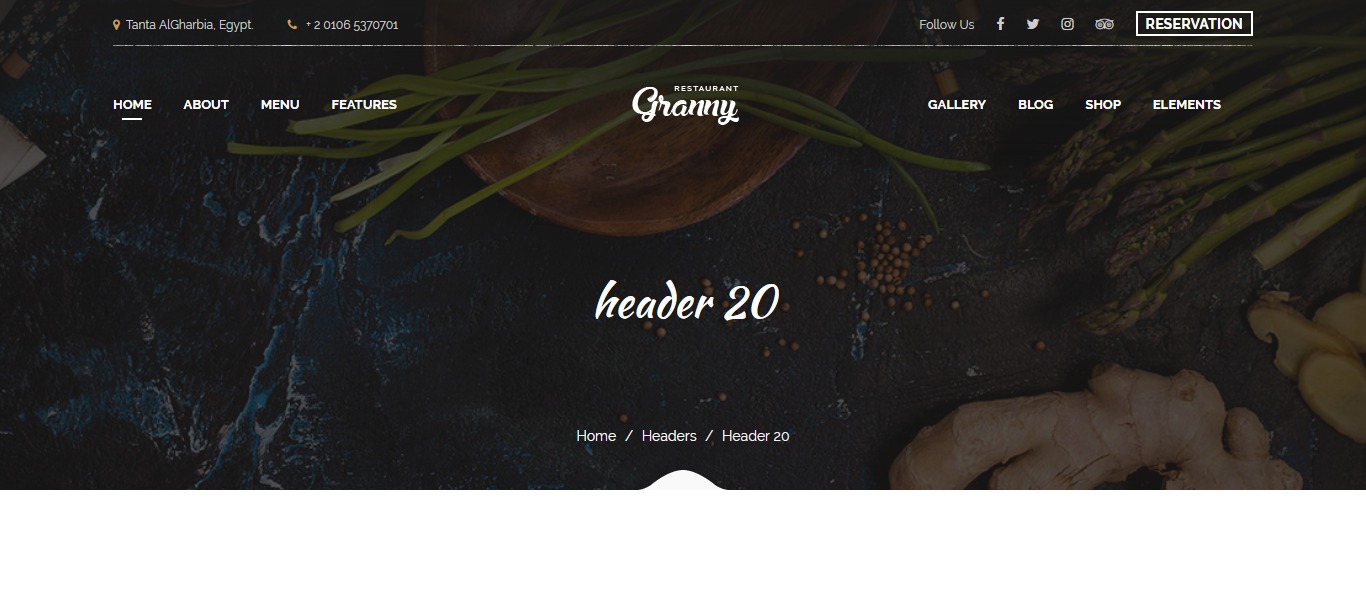 Tanta AlGharbia, Egypt. + 2 0106 5370701 Follow Us RESERVATION
HOME ABOUT MENU FEATURES RESTAURANT Granny GALLERY BLOG SHOP ELEMENTS
header 20
Home / Headers / Header 20